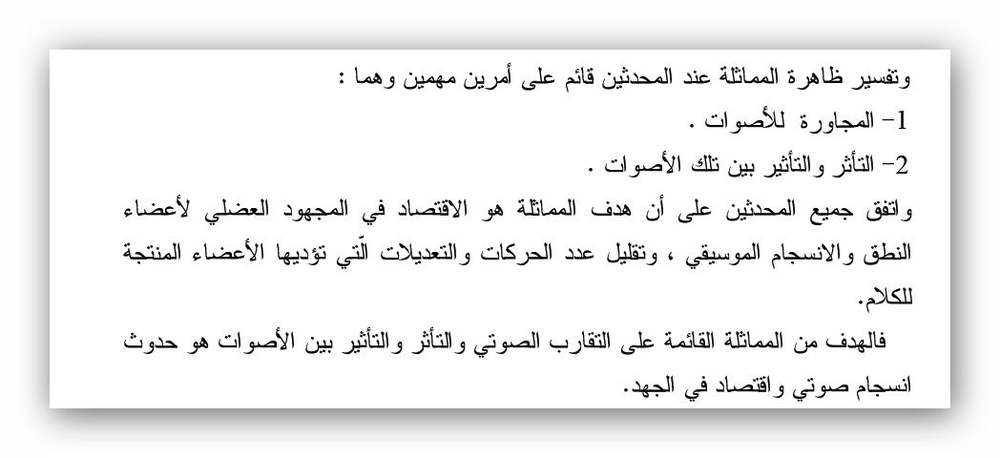 وتفسير ظاهرة المماثلة عند المحدثين قائم على أمرين مهمين وهما :
1- المجاورة للأصوات .
2- التأثر والتأثير بين تلك الأصوات .
واتفق جميع المحدثين على أن هدف المماثلة هو الاقتصاد في المجهود العضلي لأعضاء
النطق والانسجام الموسيقي ، وتقليل عدد الحركات والتعديلات الّتي تؤديها الأعضاء المنتجة
للكلام.
فالهدف من المماثلة القائمة على التقارب الصوتي والتأثر والتأثير بين الأصوات هو حدوث
انسجام صوتي واقتصاد في الجهد.